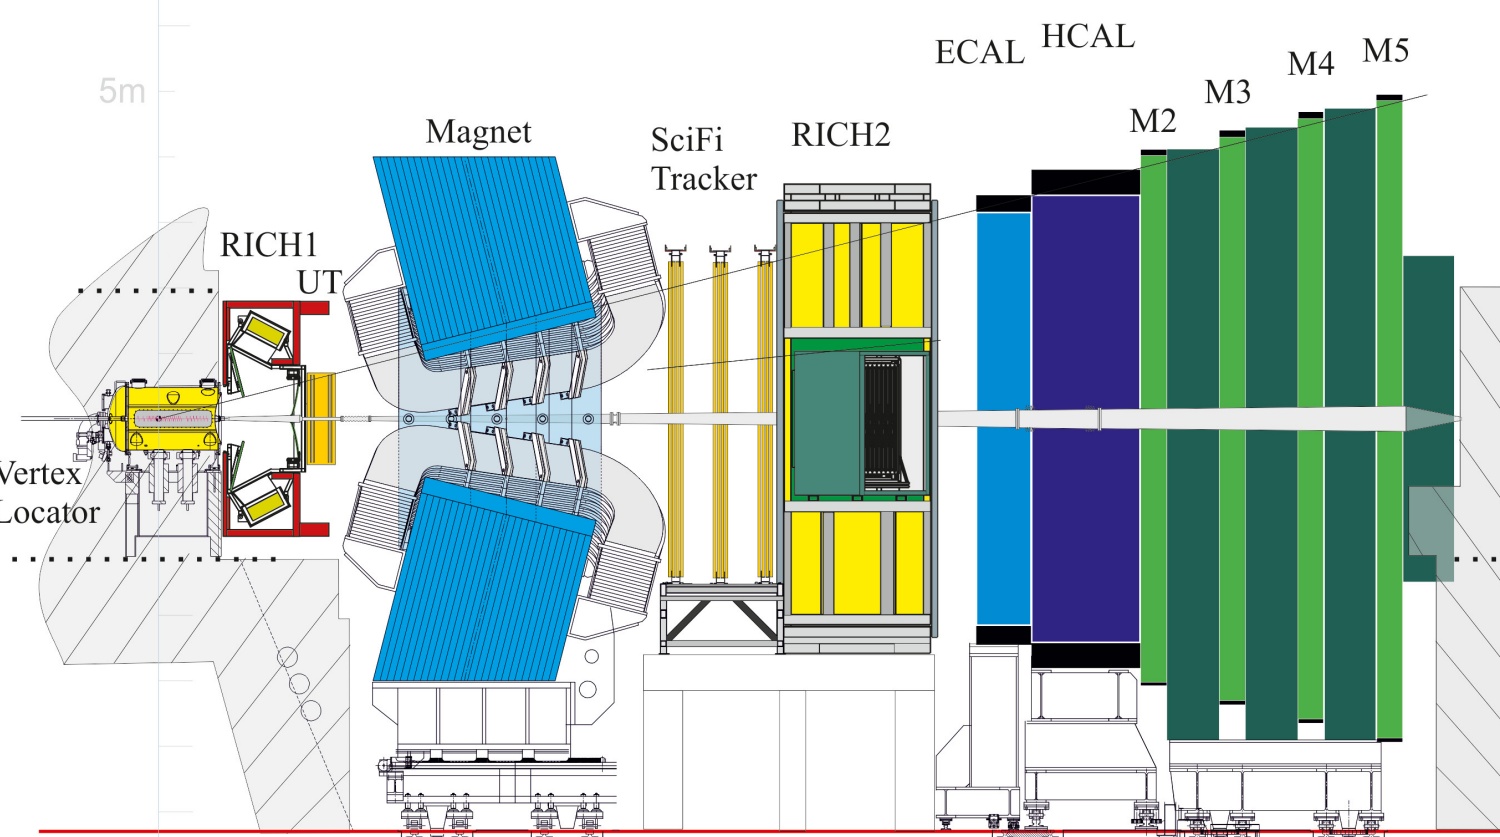 HCAL
ECAL
M5
M4
M3
5m
M2
Magnet
SciFi
Tracker
RICH2
RICH1
UT
Vertex
Locator